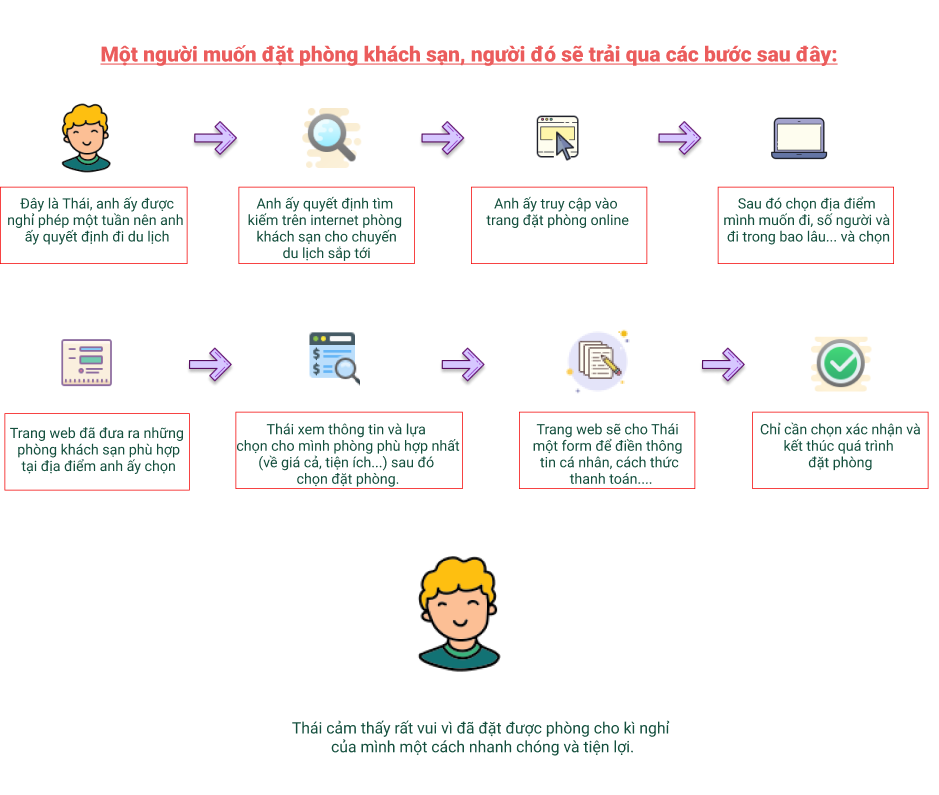 Một người muốn đặt phòng khách sạn, người đó sẽ trải qua các bước sau đây:
Đây là Thái, anh ấy được
nghỉ phép một tuần nên anh
ấy quyết định đi du lịch
Anh ấy quyết định tìm
kiếm trên internet phòng
khách sạn cho chuyến
du lịch sắp tới
Anh ấy truy cập vào
trang đặt phòng online
Sau đó chọn địa điểm
mình muốn đi, số người và
đi trong bao lâu... và chọn
Trang web đã đưa ra những
phòng khách sạn phù hợp
tại địa điểm anh ấy chọn
Thái xem thông tin và lựa
chọn cho mình phòng phù hợp nhất
(về giá cả, tiện ích...) sau đó
chọn đặt phòng.
Trang web sẽ cho Thái
một form để điền thông
tin cá nhân, cách thức
thanh toán....
Chỉ cần chọn xác nhận và
kết thúc quá trình
đặt phòng
Thái cảm thấy rất vui vì đã đặt được phòng cho kì nghỉ
của mình một cách nhanh chóng và tiện lợi.